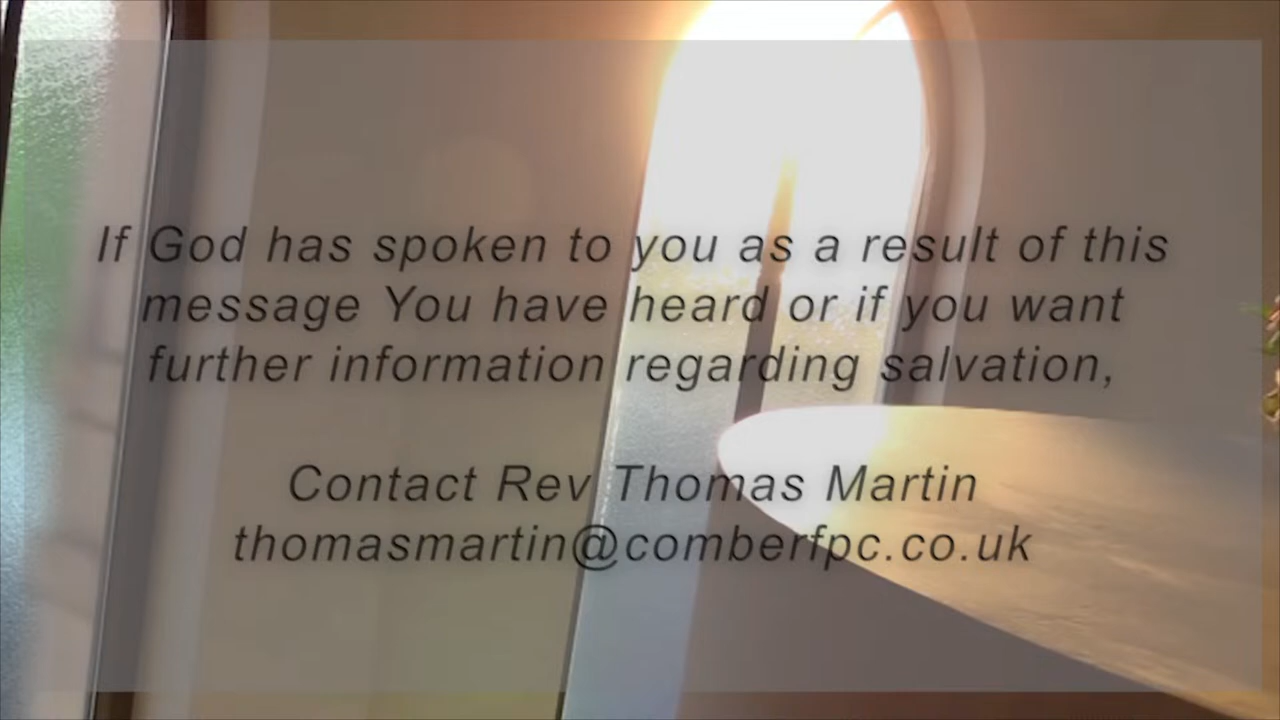 If God has spoken to you as a result of this
message You have heard or if you want
further information regarding salvation,
Contact Rev Thomas Martin
thomasmartin@comberfpc.co.uk